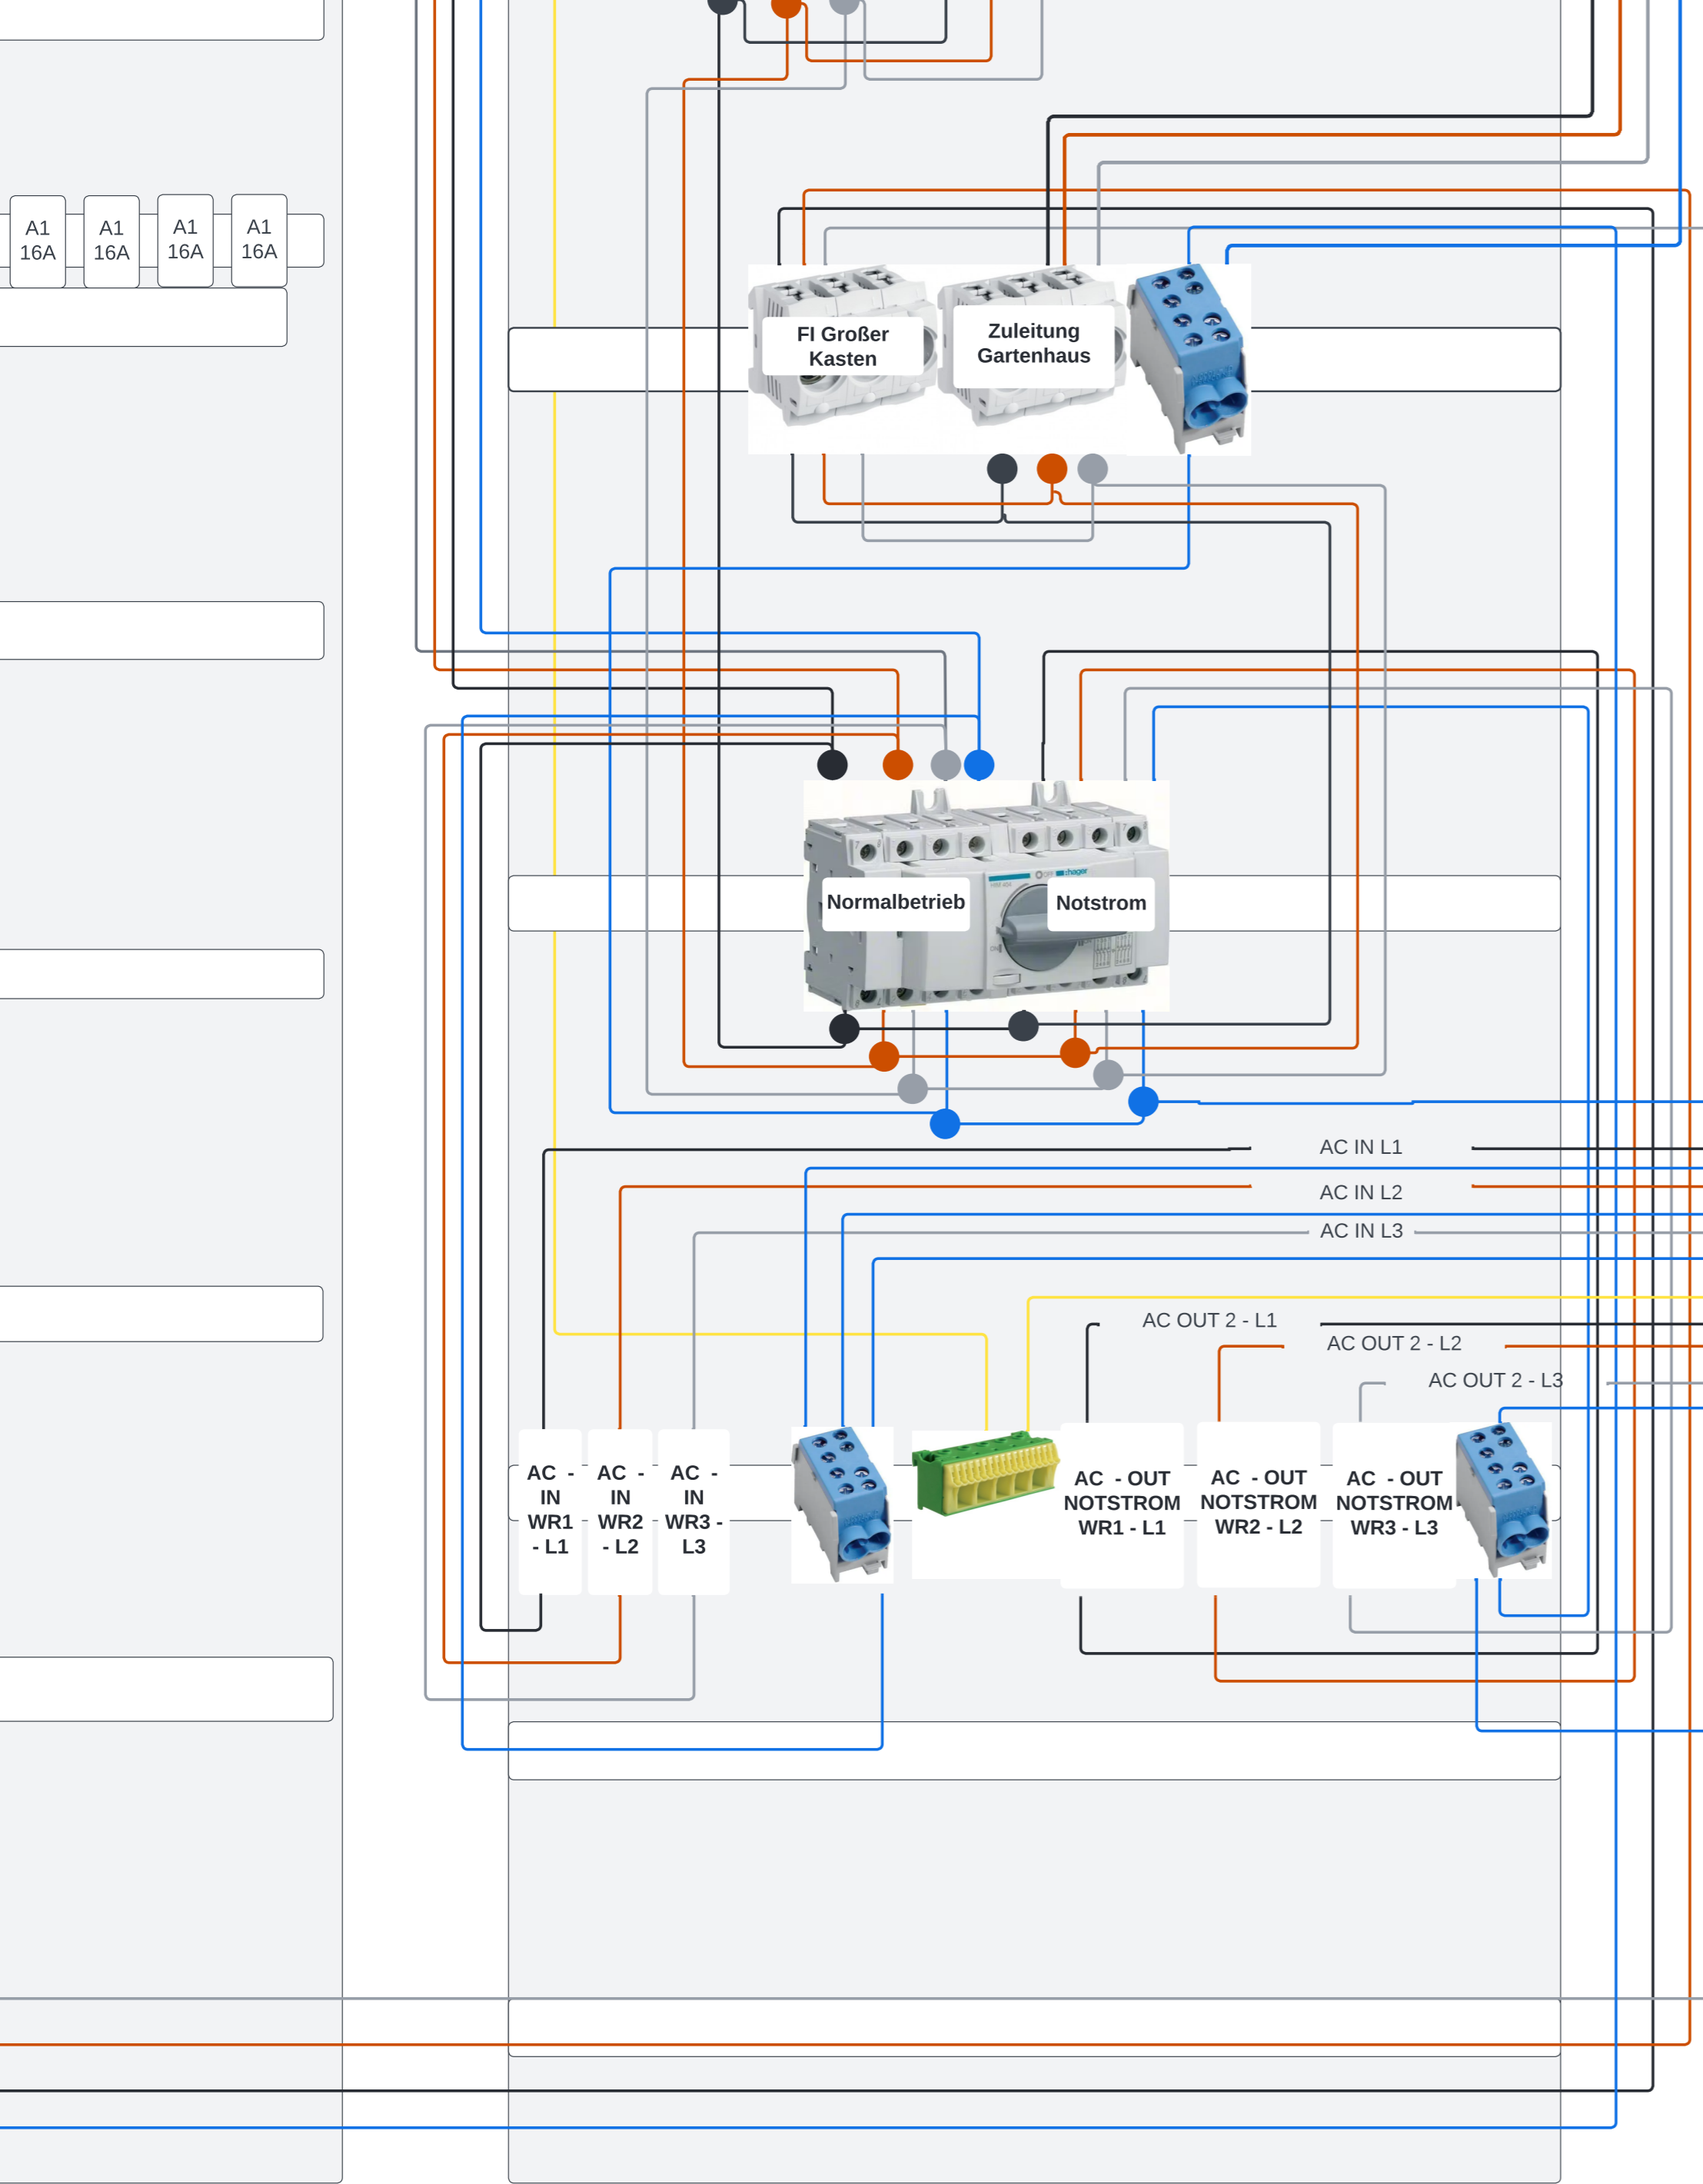 A1
16A
A1
16A
A1
16A
A1
16A
FI Großer
Kasten
Zuleitung
Gartenhaus
:hager
Normalbetrieb
Notstrom
AC IN L1
AC IN L2
AC IN L3
AC OUT 2 - L1
AC OUT 2 - L2
AC OUT 2 - L3
AC -
IN
WR1
- L1
AC -
IN
WR2
- L2
AC -
IN
WR3 -
L3
AC - OUT
NOTSTROM
WR1 - L1
AC - OUT
NOTSTROM
WR2 - L2
AC - OUT
NOTSTROM
WR3 - L3